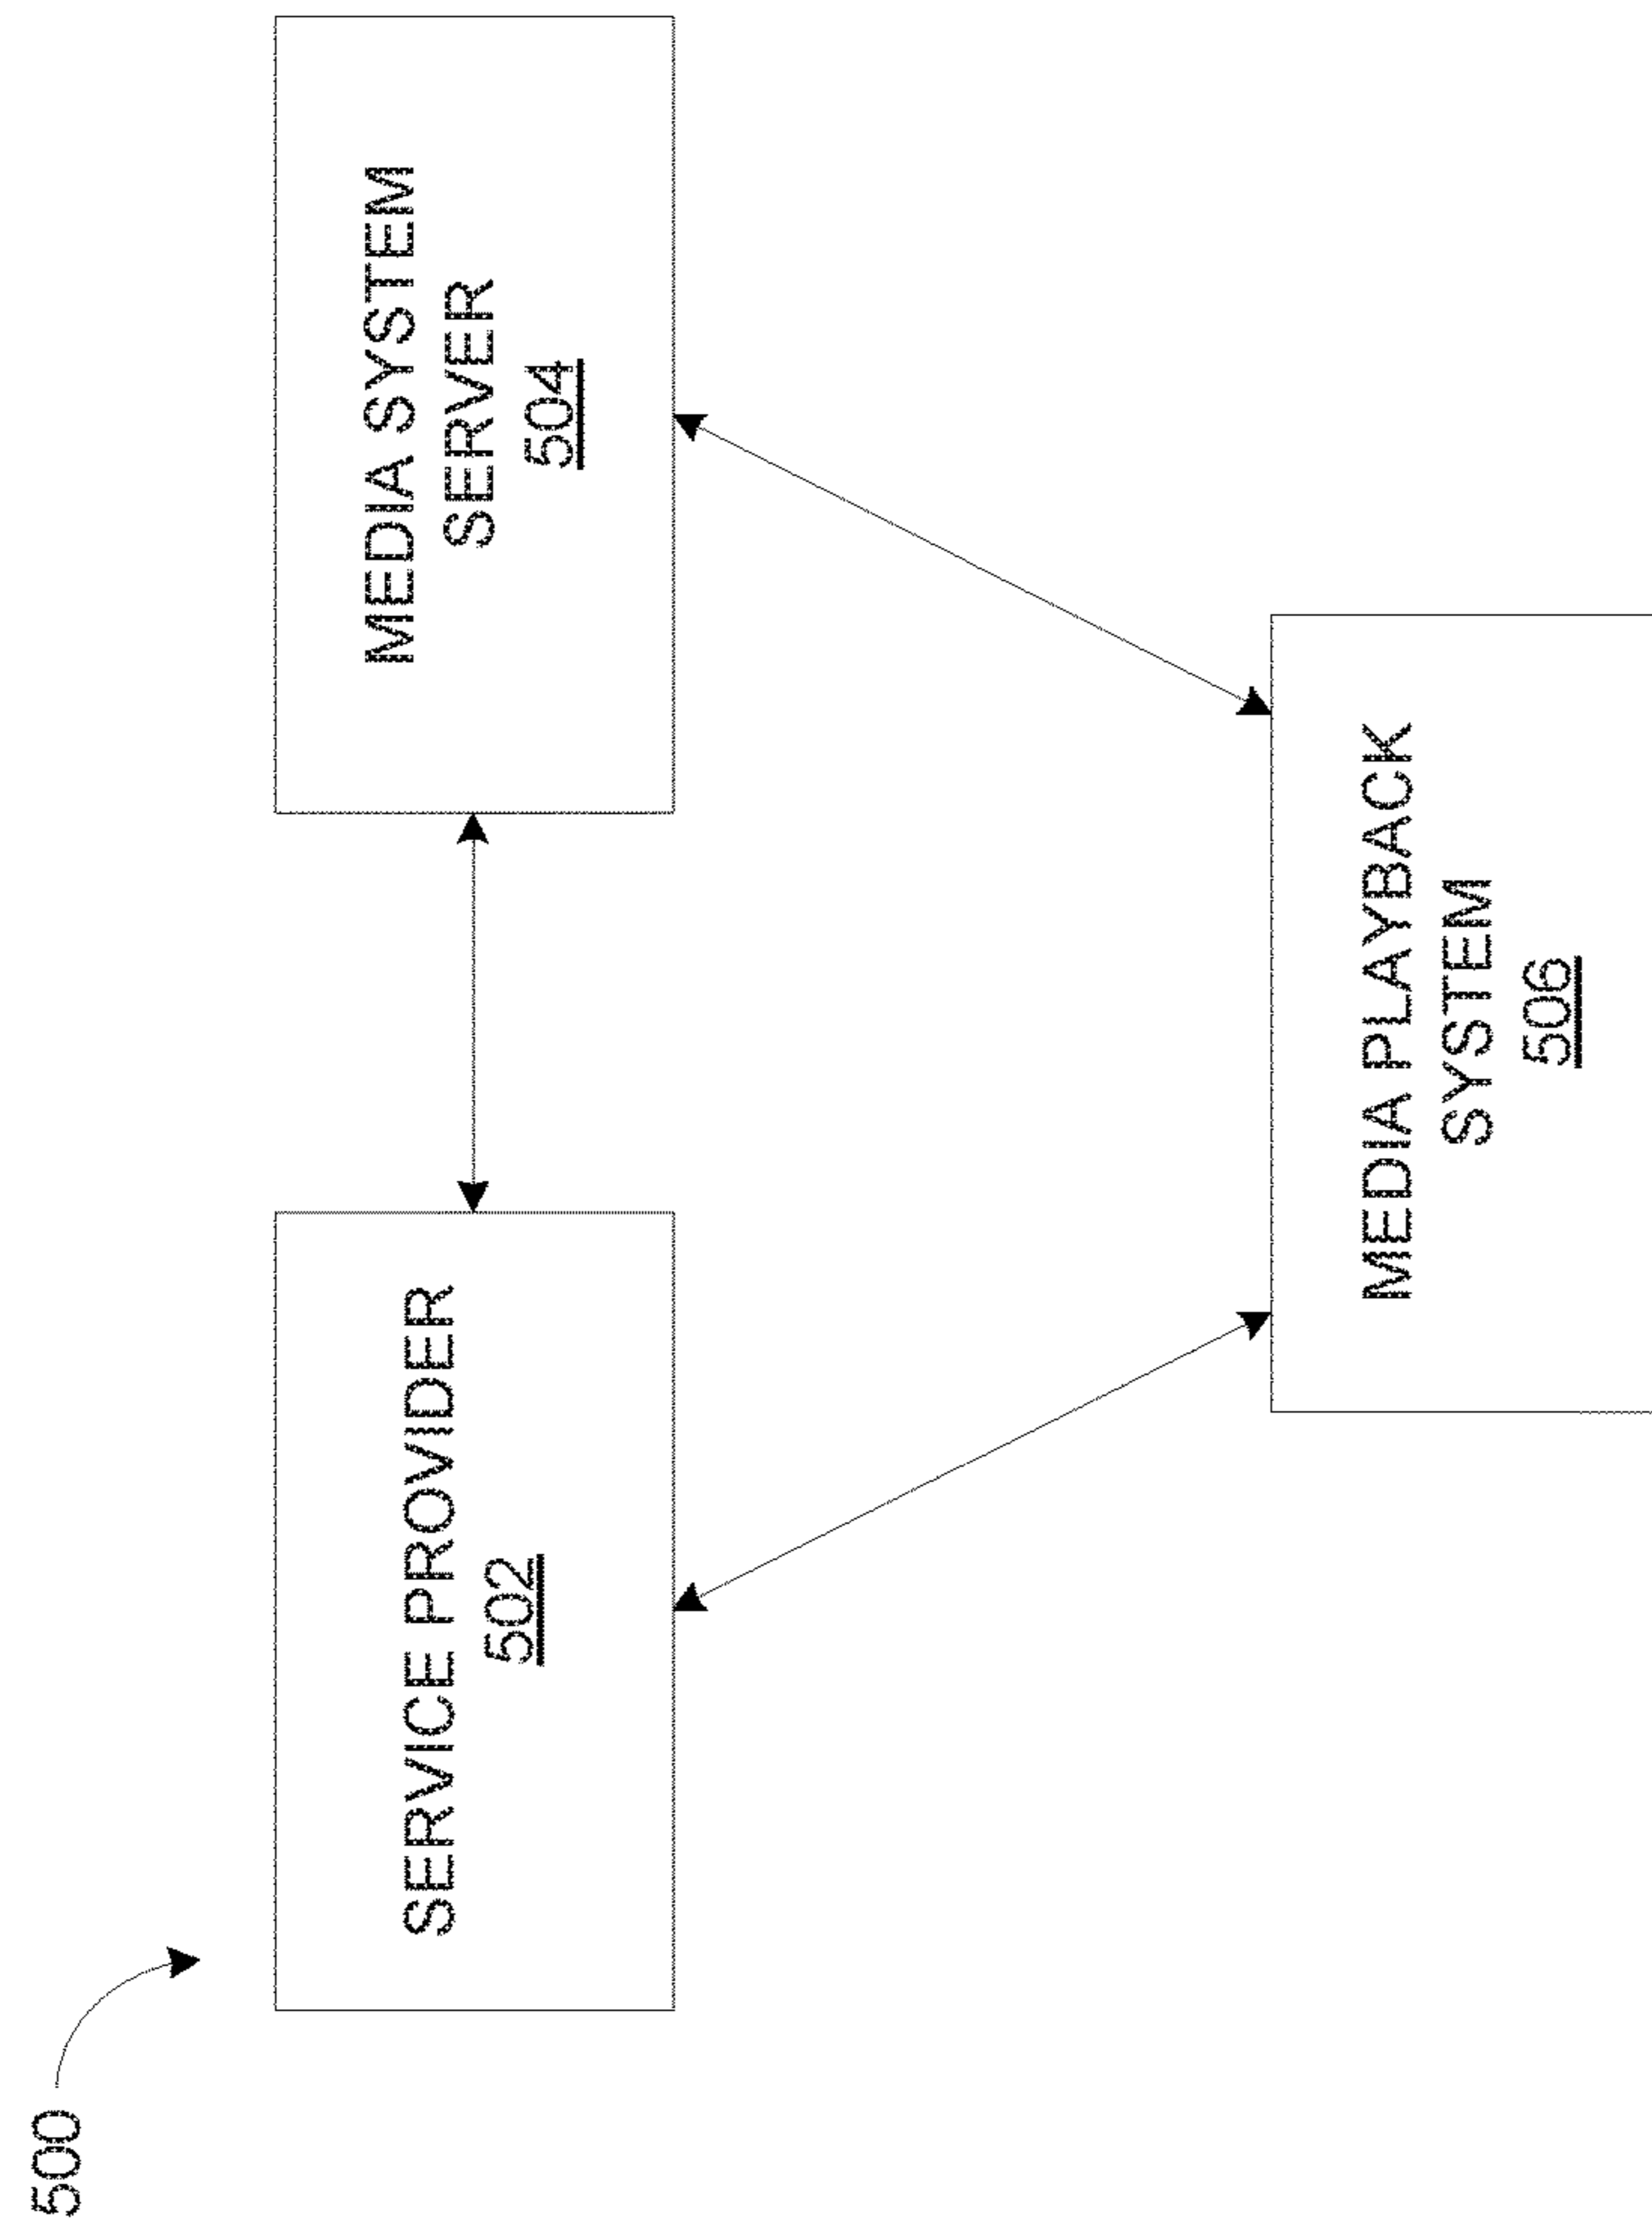 500
SERVICE PROVIDER
502
MEDIA SYSTEM
SERVER
504
MEDIA PLAYBACK
SYSTEM
506